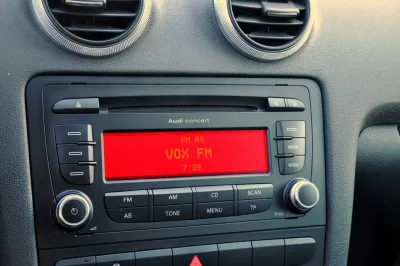 Audi concert
FM AS
VOX FM
7:39
FM AM CD SCAN
AS TONE MENU TP